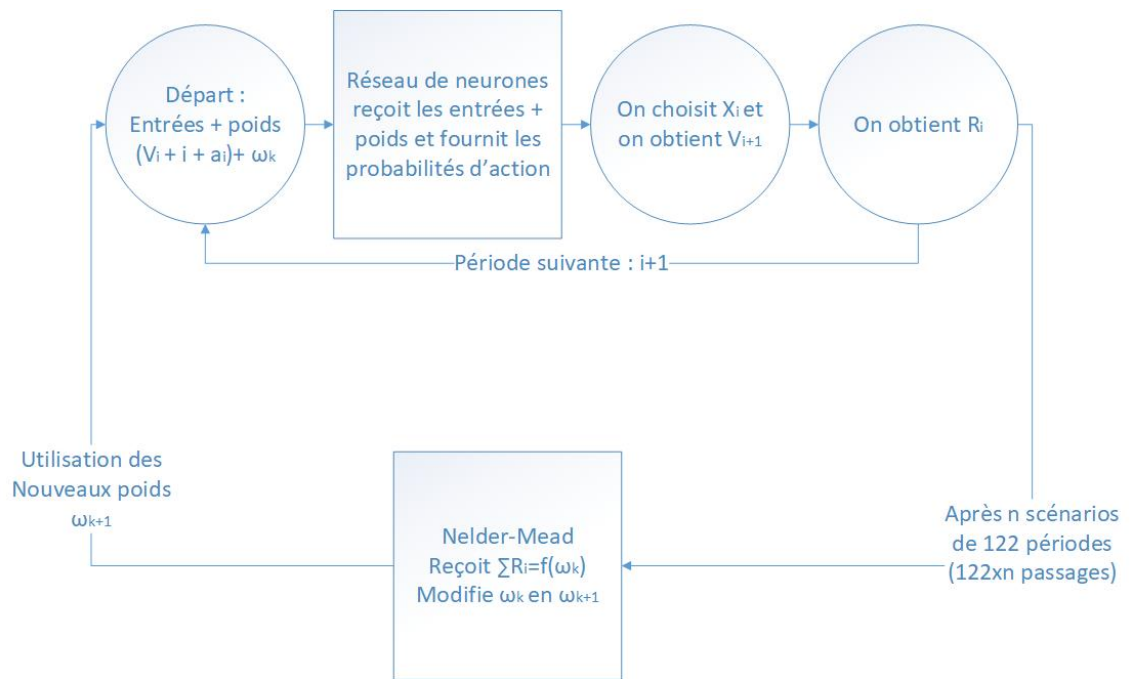 Départ :
Entrées + poids
(Vi + i + ai)+ ωk
Réseau de neurones
reçoit les entrées +
poids et fournit les
probabilités d’action
On choisit Xi et
on obtient Vi+1
On obtient Ri
Période suivante : i+1
Utilisation des
Nouveaux poids
ωk+1
Nelder-Mead
Reçoit ∑Ri=f(ωk)
Modifie ωk en ωk+1
Après n scénarios
de 122 périodes
(122xn passages)